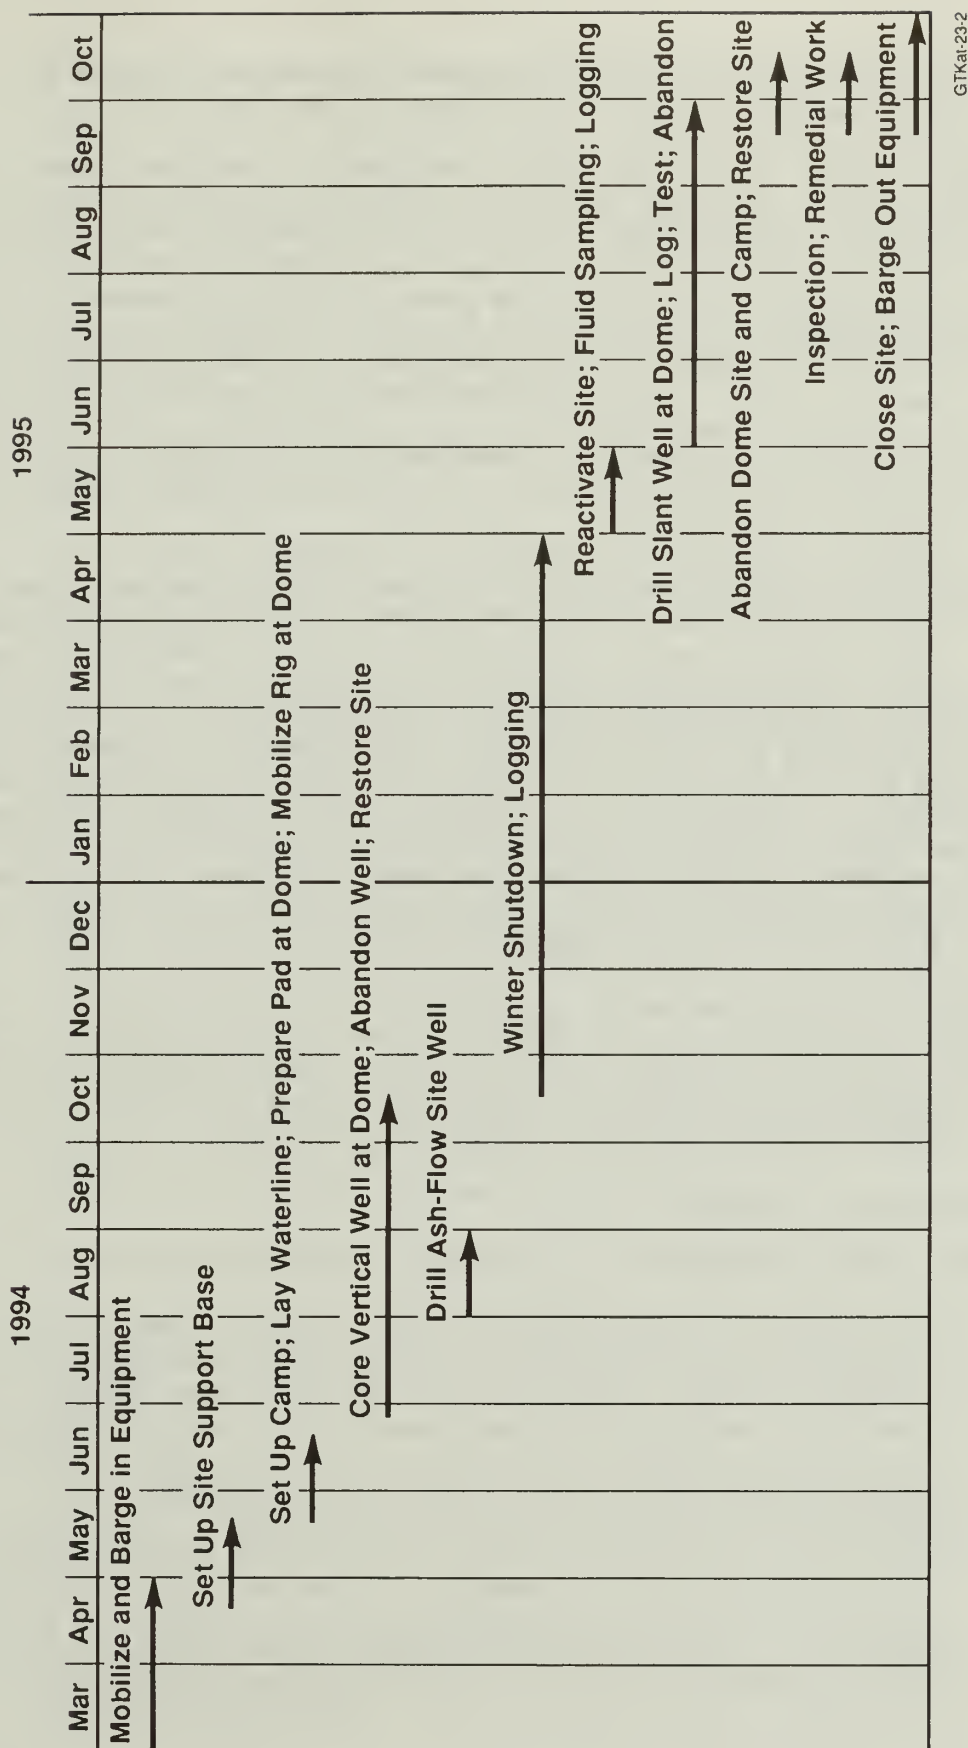 1994
1995
Mar Apr May Jun Jul Aug Sep Oct Nov Dec Jan Feb Mar Apr May Jun Jul Aug Sep Oct
Mobilize and Barge in Equipment
Set Up Site Support Base
Set Up Camp; Lay Waterline; Prepare Pad at Dome; Mobilize Rig at Dome
Core Vertical Well at Dome; Abandon Well; Restore Site
Drill Ash-Flow Site Well
Winter Shutdown; Logging
Reactivate Site; Fluid Sampling; Logging
Drill Slant Well at Dome; Log; Test; Abandon
Abandon Dome Site and Camp; Restore Site
Inspection; Remedial Work
Close Site; Barge Out Equipment
GTKat-23-2